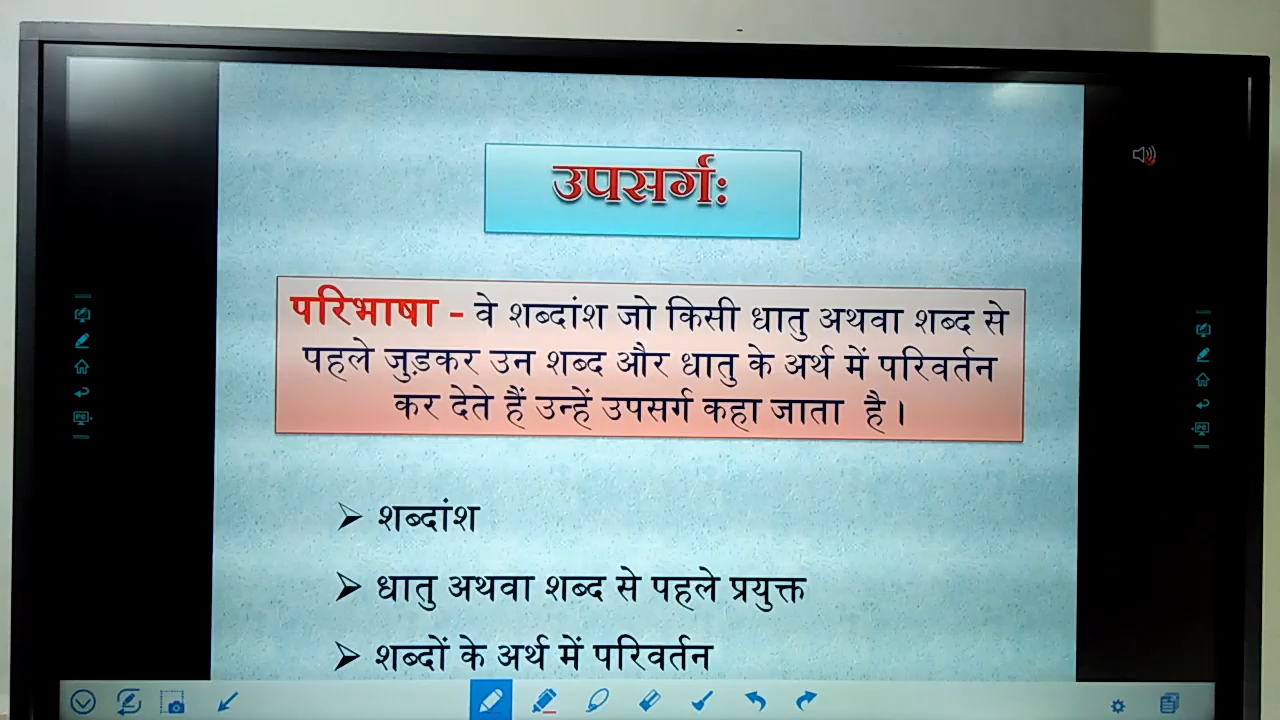 उपसर्ग:
परिभाषा - वे शब्दांश जो किसी धातु अथवा शब्द से
पहले जुड़कर उन शब्द और धातु के अर्थ में परिवर्तन
कर देते हैं उन्हें उपसर्ग कहा जाता है ।
➢ शब्दांश
➢ धातु अथवा शब्द से पहले प्रयुक्त
➢ शब्दों के अर्थ में परिवर्तन